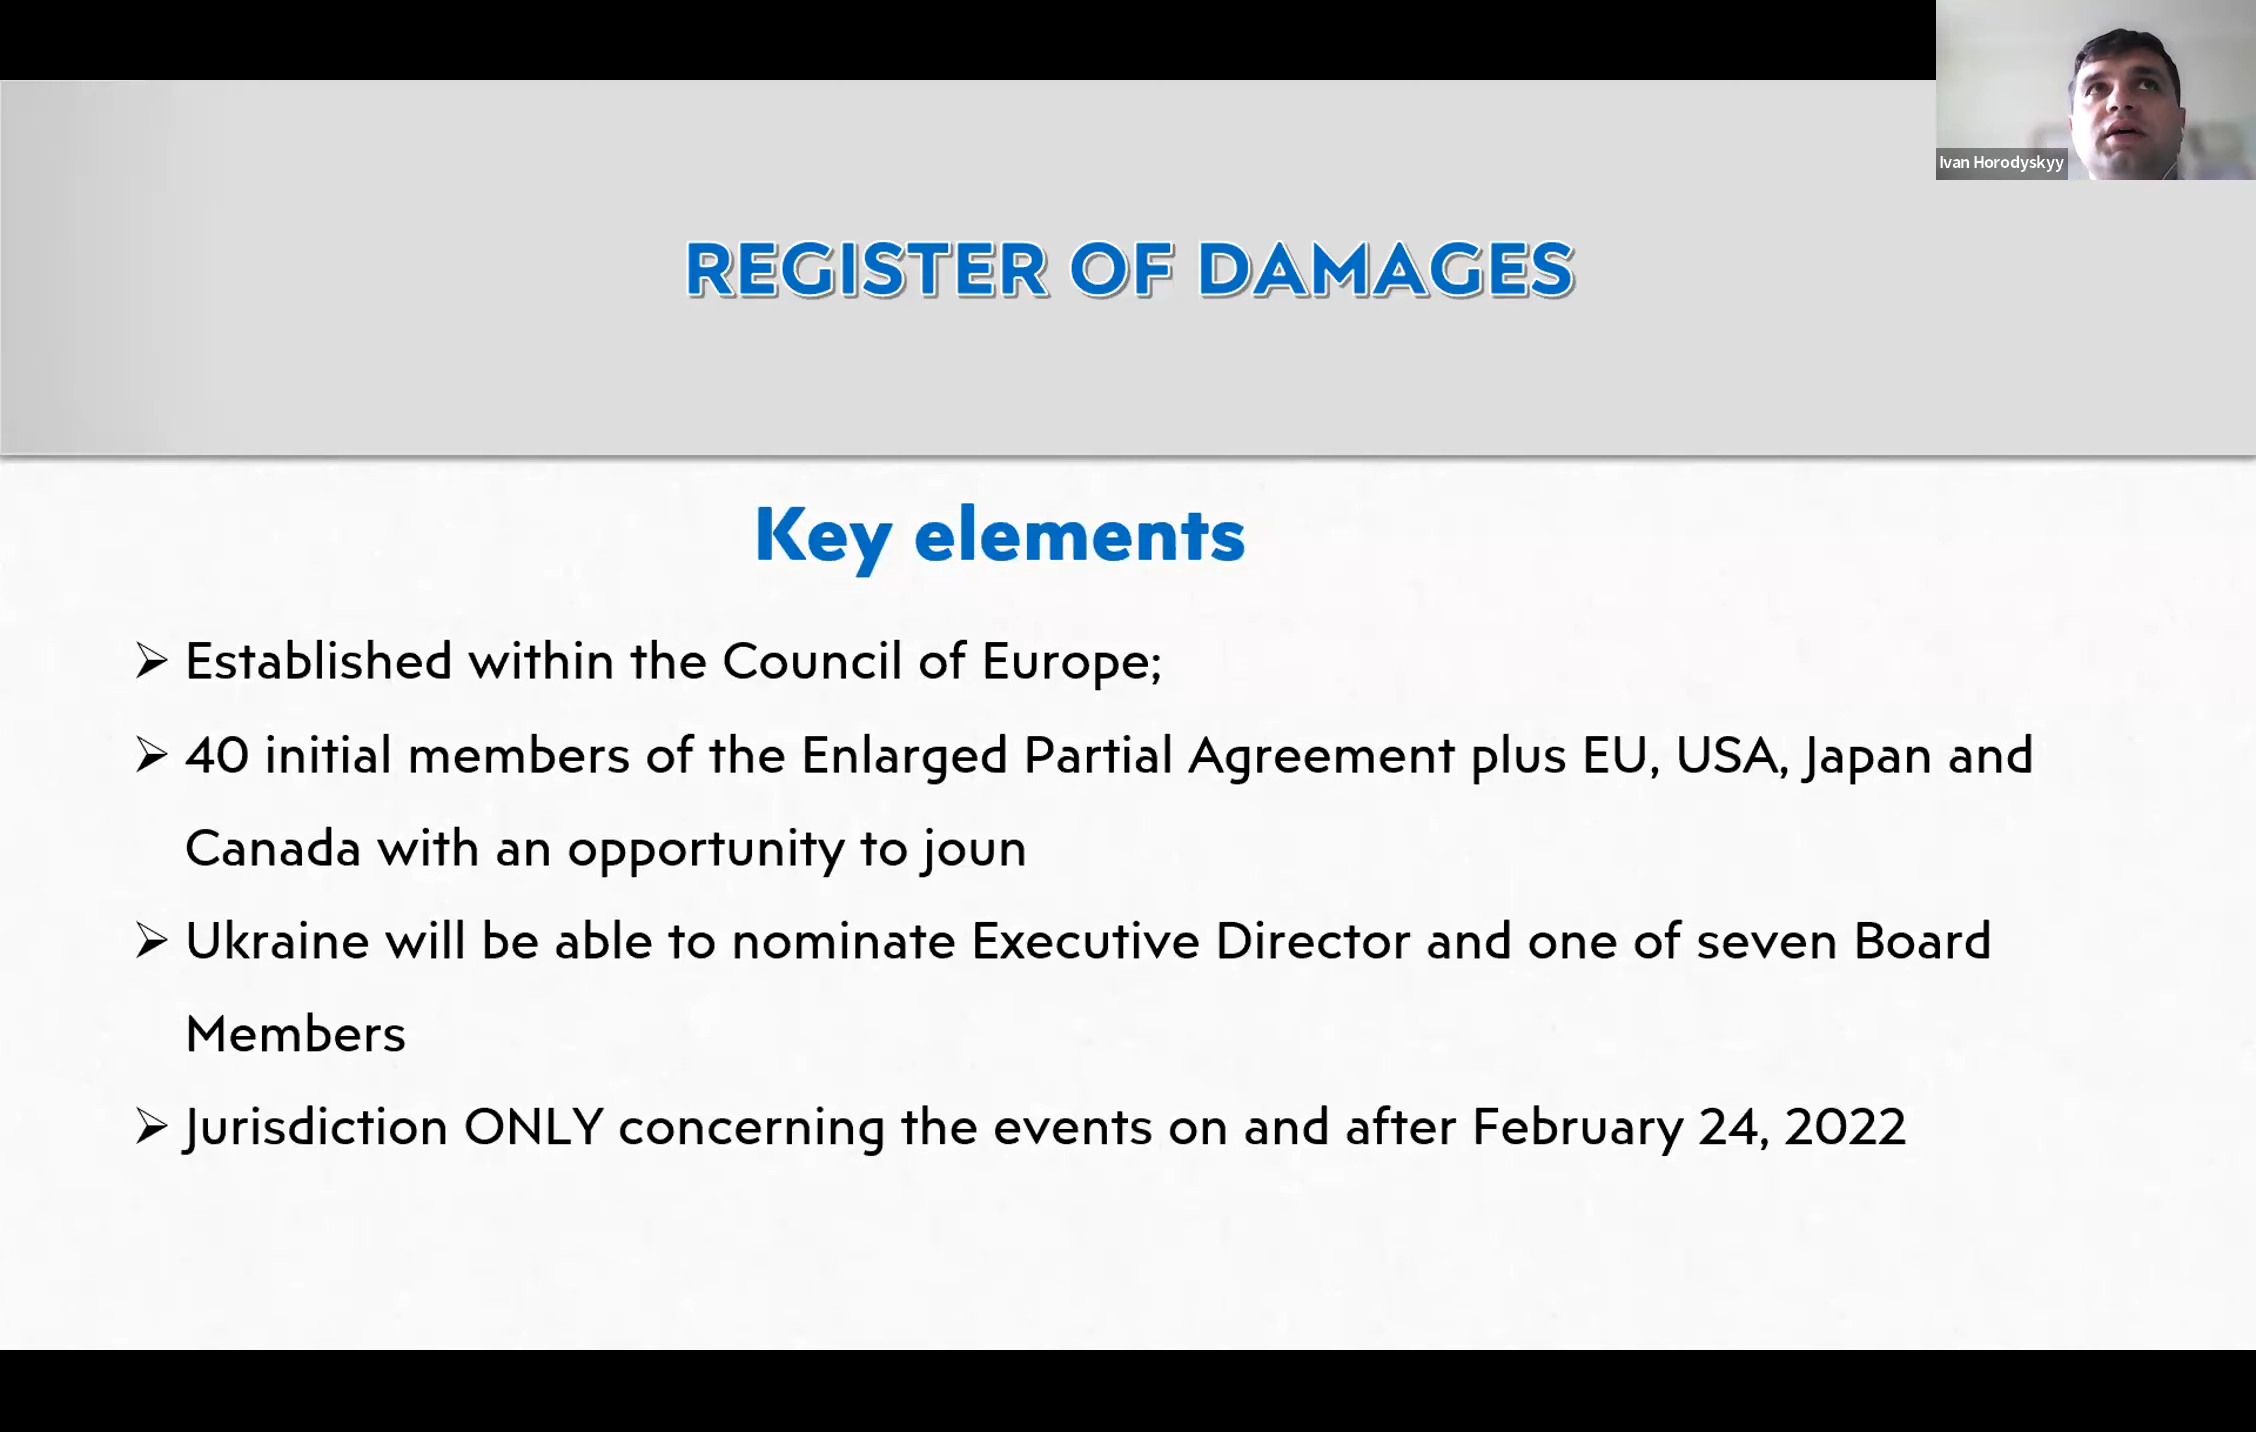 Ivan Horodyskyy
REGISTER OF DAMAGES
Key elements
➢ Established within the Council of Europe;
➢ 40 initial members of the Enlarged Partial Agreement plus EU, USA, Japan and
Canada with an opportunity to joun
➢ Ukraine will be able to nominate Executive Director and one of seven Board
Members
➢ Jurisdiction ONLY concerning the events on and after February 24, 2022